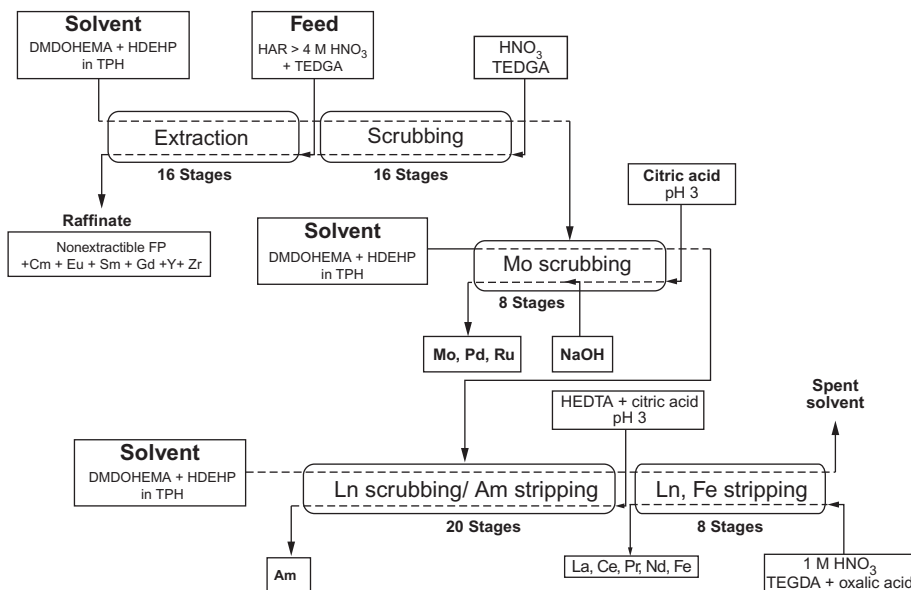 Solvent
DMDOHEMA + HDEHP
in TPH
Feed
HAR > 4 M HNO3
+ TEDGA
HNO3
TEDGA
Extraction
Scrubbing
16 Stages
16 Stages
Raffinate
Nonextractible FP
+Cm + Eu + Sm + Gd +Y+ Zr
Citric acid
pH 3
Solvent
DMDOHEMA + HDEHP
in TPH
Mo scrubbing
8 Stages
Mo, Pd, Ru
NaOH
HEDTA + citric acid
pH 3
Spent
solvent
Solvent
DMDOHEMA + HDEHP
in TPH
Ln scrubbing/ Am stripping
Ln, Fe stripping
20 Stages
8 Stages
Am
La, Ce, Pr, Nd, Fe
1 M HNO3
TEGDA + oxalic acid